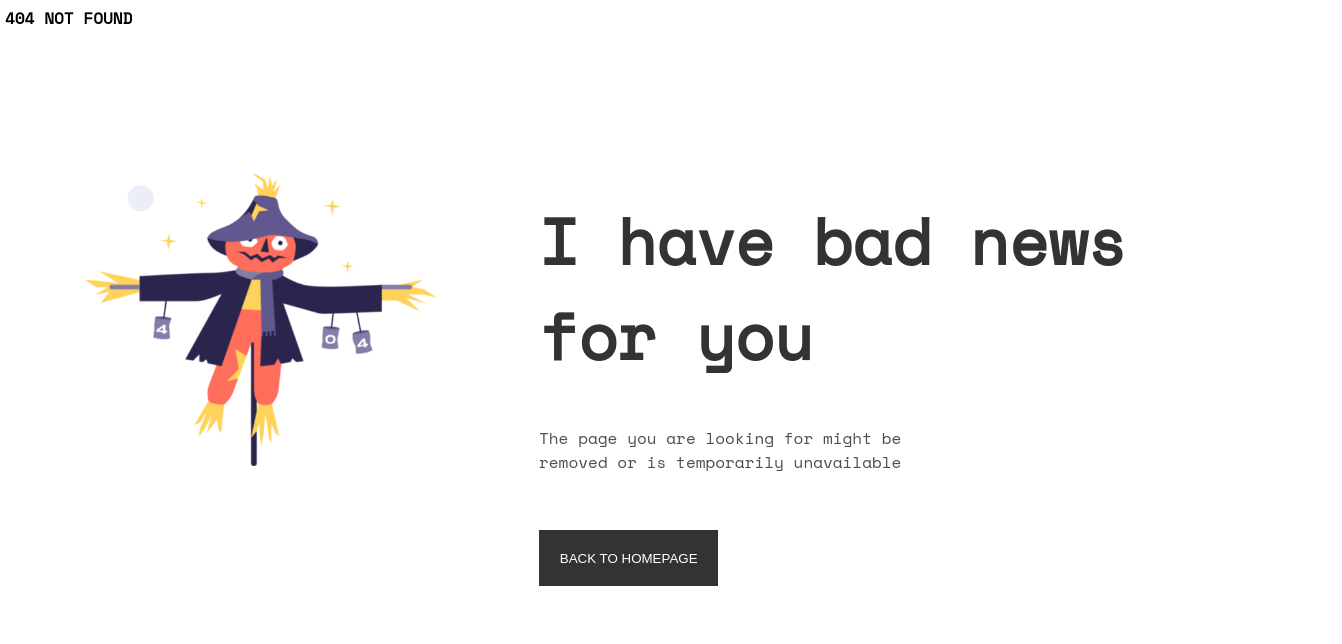 404 NOT FOUND
4
0
4
I have bad news
for you
The page you are looking for might be
removed or is temporarily unavailable
BACK TO HOMEPAGE